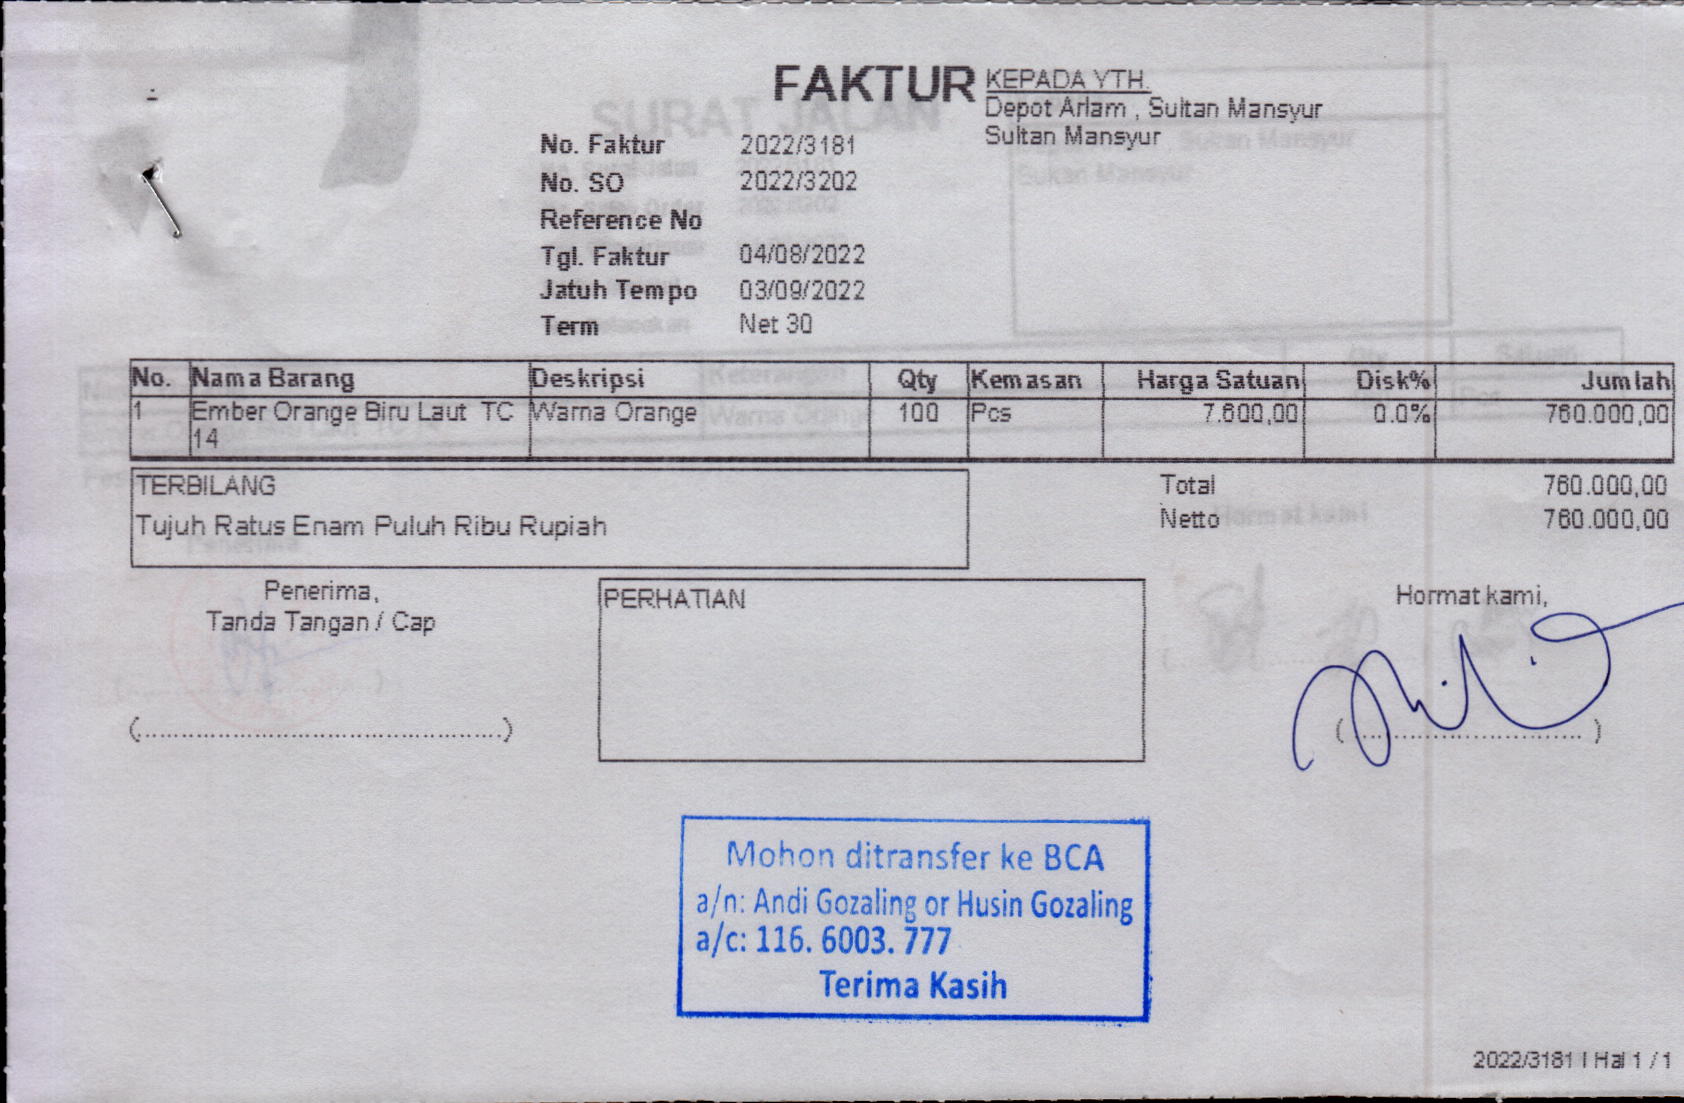 FAKTUR
KEPADA YTH.
Depot Arlam , Sultan Mansyur
Sultan Mansyur
No. Faktur 2022/3181
No. SO 2022/3202
Reference No
Tgl. Faktur 04/08/2022
Jatuh Tempo 03/09/2022
Term Net 30
No. Nama Barang Deskripsi Qty Kemasan Harga Satuan Disk% Jumlah
1 Ember Orange Biru Laut TC Warna Orange 100 Pcs 7.600,00 0.0% 760.000,00
14
TERBILANG
Tujuh Ratus Enam Puluh Ribu Rupiah
Total 760.000,00
Netto 760.000,00
Penerima,
Tanda Tangan / Cap
(..................................................)
PERHATIAN
Hormat kami,
(................................)
Mohon ditransfer ke BCA
a/n: Andi Gozaling or Husin Gozaling
a/c: 116. 6003. 777
Terima Kasih
2022/3181 I Hal 1 / 1
SURAT JALAN